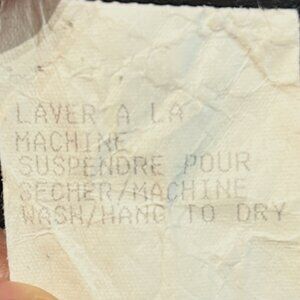 LAVER A LA
MACHINE
SUSPENDRE POUR
SECHER/MACHINE
WASH/HANG TO DRY